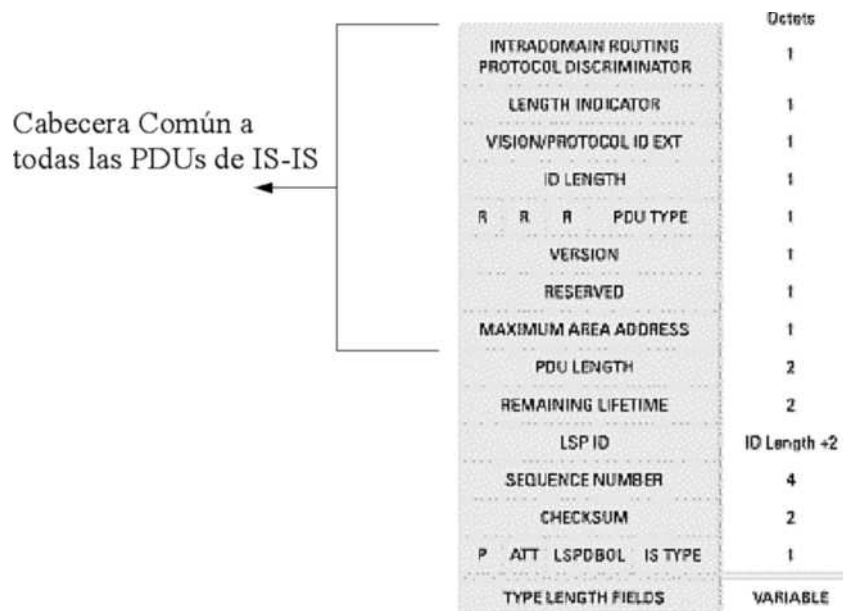 Octets
INTRADOMAIN ROUTING
PROTOCOL DISCRIMINATOR 1
LENGTH INDICATOR 1
Cabecera Común a
todas las PDUs de IS-IS
VISION/PROTOCOL ID EXT 1
ID LENGTH 1
R R R PDU TYPE 1
VERSION 1
RESERVED 1
MAXIMUM AREA ADDRESS 1
PDU LENGTH 2
REMAINING LIFETIME 2
LSP ID ID Length +2
SEQUENCE NUMBER 4
CHECKSUM 2
P ATT LSPDBOL IS TYPE 1
TYPE LENGTH FIELDS VARIABLE